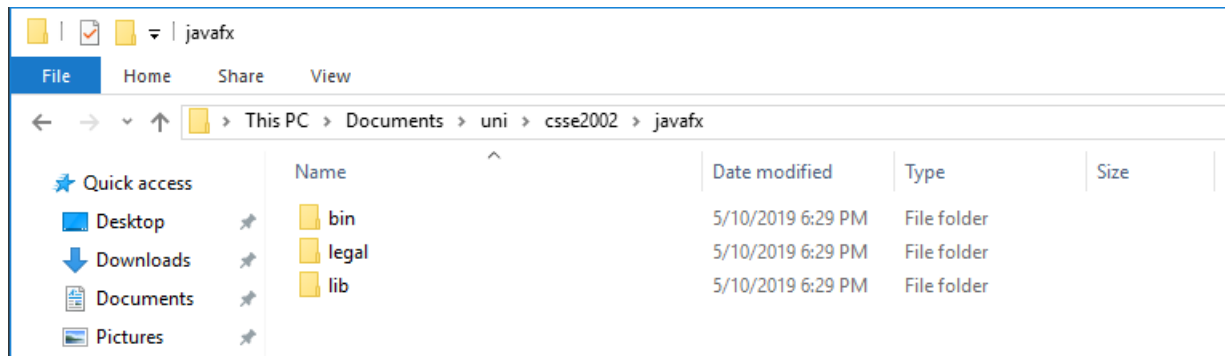 javafx
File Home Share View
This PC > Documents > uni > csse2002 > javafx
Quick access
Desktop
Downloads
Documents
Pictures
Name Date modified Type Size
bin 5/10/2019 6:29 PM File folder
legal 5/10/2019 6:29 PM File folder
lib 5/10/2019 6:29 PM File folder